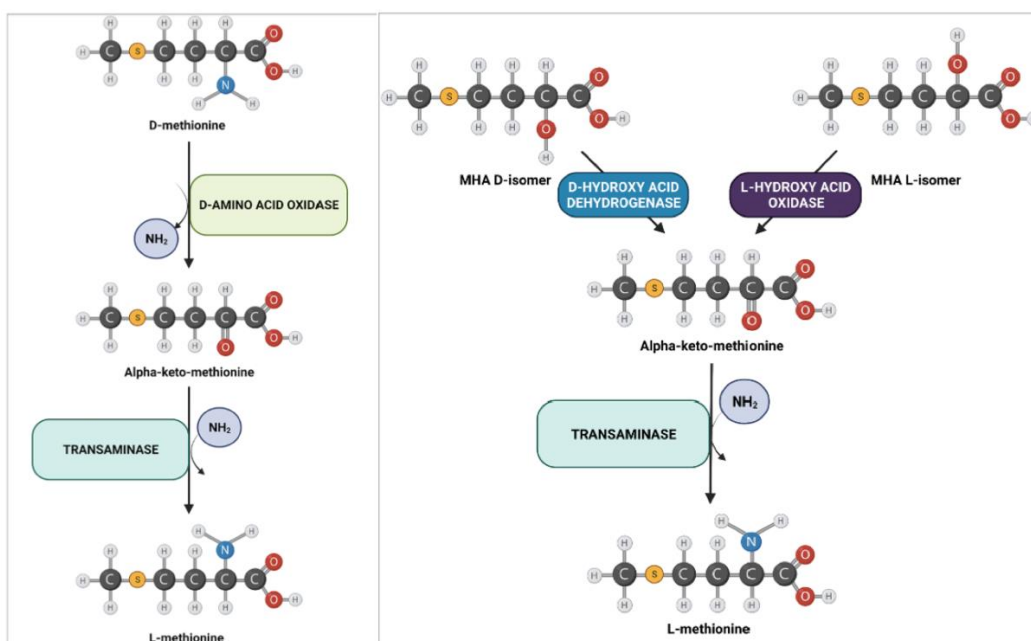 H H H H O
H C S C C C C
H H H N O H
H H
D-methionine
D-AMINO ACID OXIDASE
NH₂
H H H H O
H C S C C C C
H H H O O H
Alpha-keto-methionine
NH₂
TRANSAMINASE
H H
H H H N O
H C S C C C C
H H H H O H
L-methionine
H H H H O
H C S C C C C
H H H O O H
H
MHA D-isomer
H
H H H O O
H C S C C C C
H H H H O H
MHA L-isomer
D-HYDROXY ACID
DEHYDROGENASE
L-HYDROXY ACID
OXIDASE
H H H H O
H C S C C C C
H H H O O H
Alpha-keto-methionine
NH₂
TRANSAMINASE
H H
H H H N O
H C S C C C C
H H H H O H
L-methionine